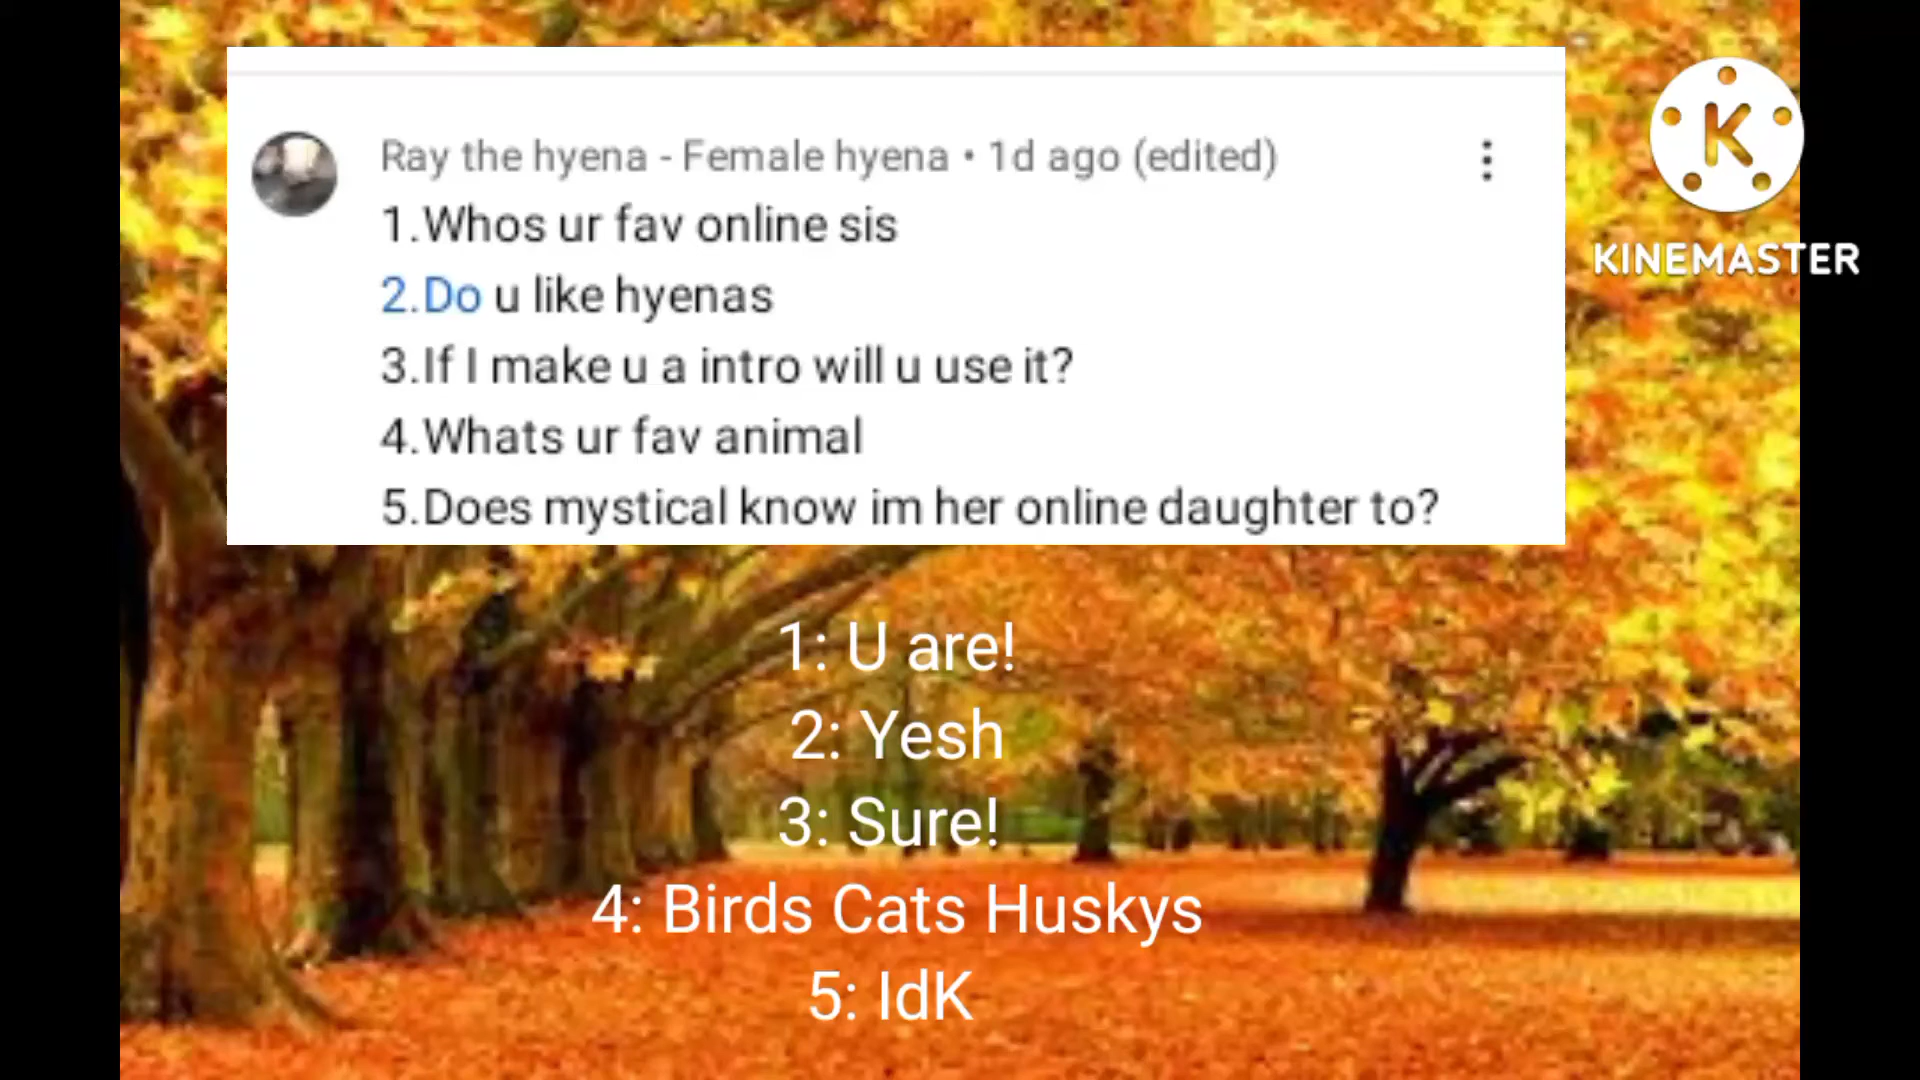 Ray the hyena - Female hyena • 1d ago (edited)
1.Whos ur fav online sis
2.Do u like hyenas
3.If I make u a intro will u use it?
4.Whats ur fav animal
5.Does mystical know im her online daughter to?
K
KINEMASTER
1: U are!
2: Yesh
3: Sure!
4: Birds Cats Huskys
5: IdK